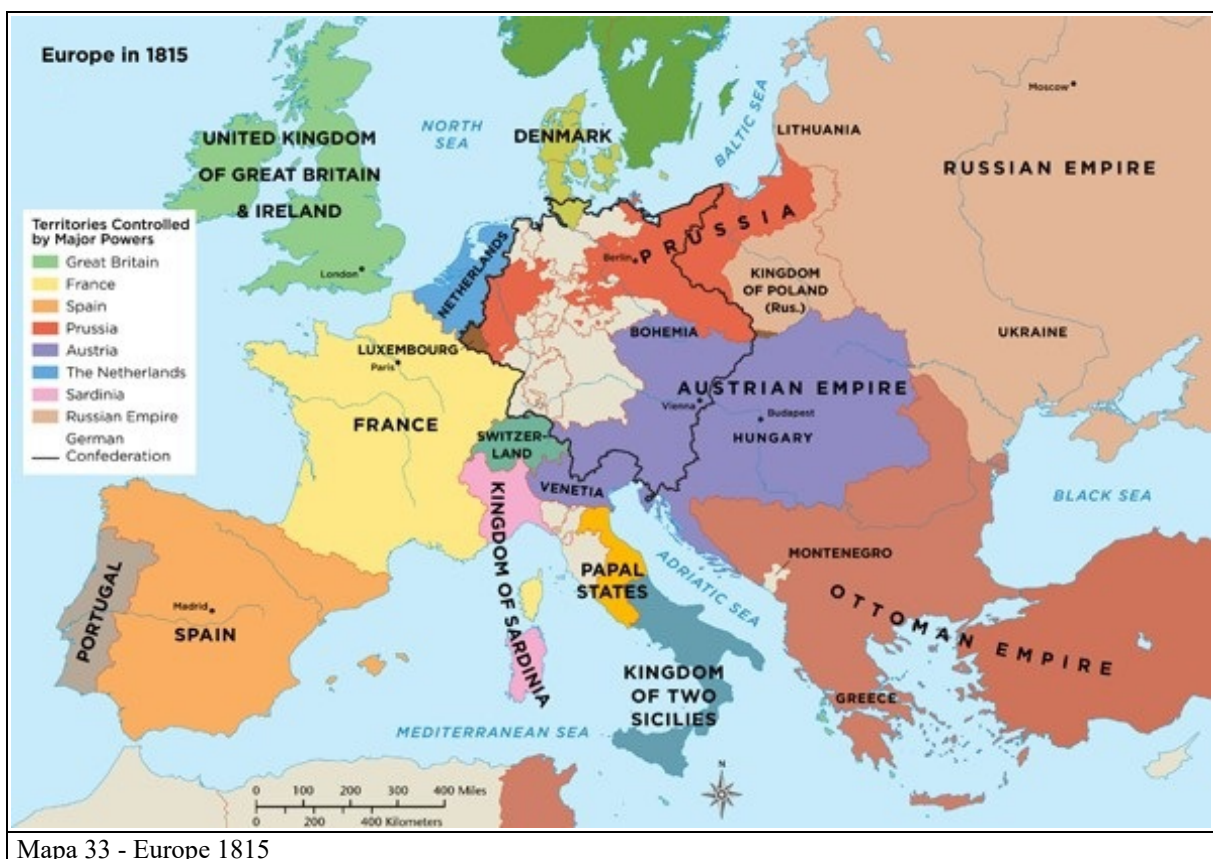 Europe in 1815
UNITED KINGDOM
OF GREAT BRITAIN
& IRELAND
London
NORTH
SEA
DENMARK
BALTIC SEA
LITHUANIA
Moscow
RUSSIAN EMPIRE
Territories Controlled
by Major Powers
Great Britain
France
Spain
Prussia
Austria
The Netherlands
Sardinia
Russian Empire
German
Confederation
NETHERLANDS
Berlin
PRUSSIA
KINGDOM
OF POLAND
(Rus.)
UKRAINE
LUXEMBOURG
Paris
BOHEMIA
FRANCE
AUSTRIAN EMPIRE
Vienna
Budapest
HUNGARY
SWITZER-
LAND
VENETIA
KINGDOM OF SARDINIA
BLACK SEA
PORTUGAL
Madrid
SPAIN
PAPAL
STATES
ADRIATIC SEA
MONTENEGRO
OTTOMAN EMPIRE
GREECE
KINGDOM
OF TWO
SICILIES
MEDITERRANEAN SEA
N
0 100 200 300 400 Miles
0 200 400 Kilometers
Mapa 33 - Europe 1815